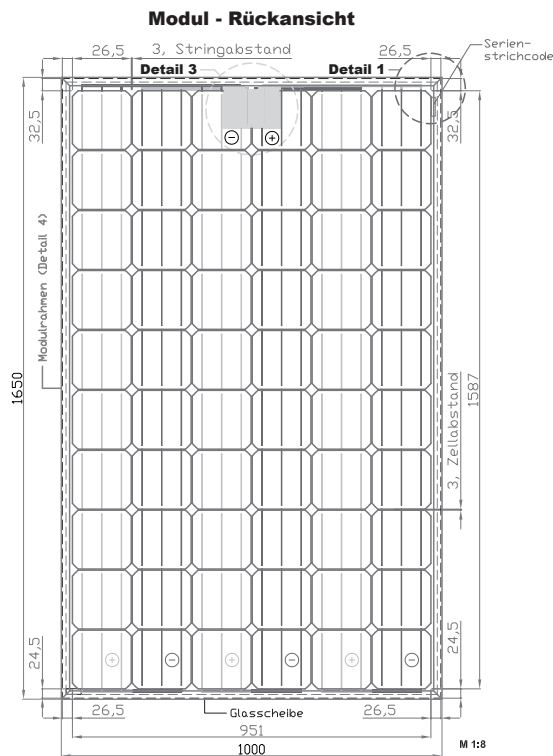 Modul - Rückansicht
26,5
3, Stringabstand
26,5
Serien-
strichcode
Detail 3
Detail 1
32,5
32,5
− +
Modulrahmen (Detail 4)
1650
3, Zellabstand
1587
24,5
24,5
+ − + − + −
26,5
Glasscheibe
26,5
951
1000
M 1:8